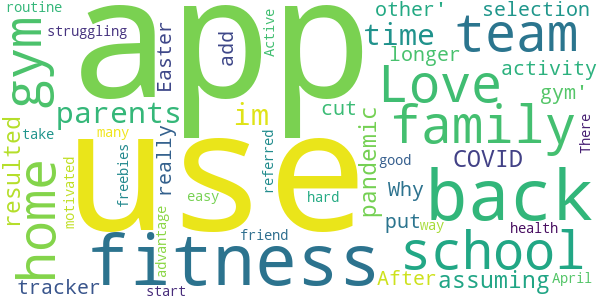 routine
struggling
app
Easter
add
Active
other'
selection
time
team
gym
longer
activity
parents
im
cut
Love
gym'
family
There
resulted
take
many
really
freebies
referred
pandemic
use
good
COVID
home
motivated
easy
hard
Why
back
put
way
health
advantage
fitness
friend
school
tracker
start
After
assuming
April